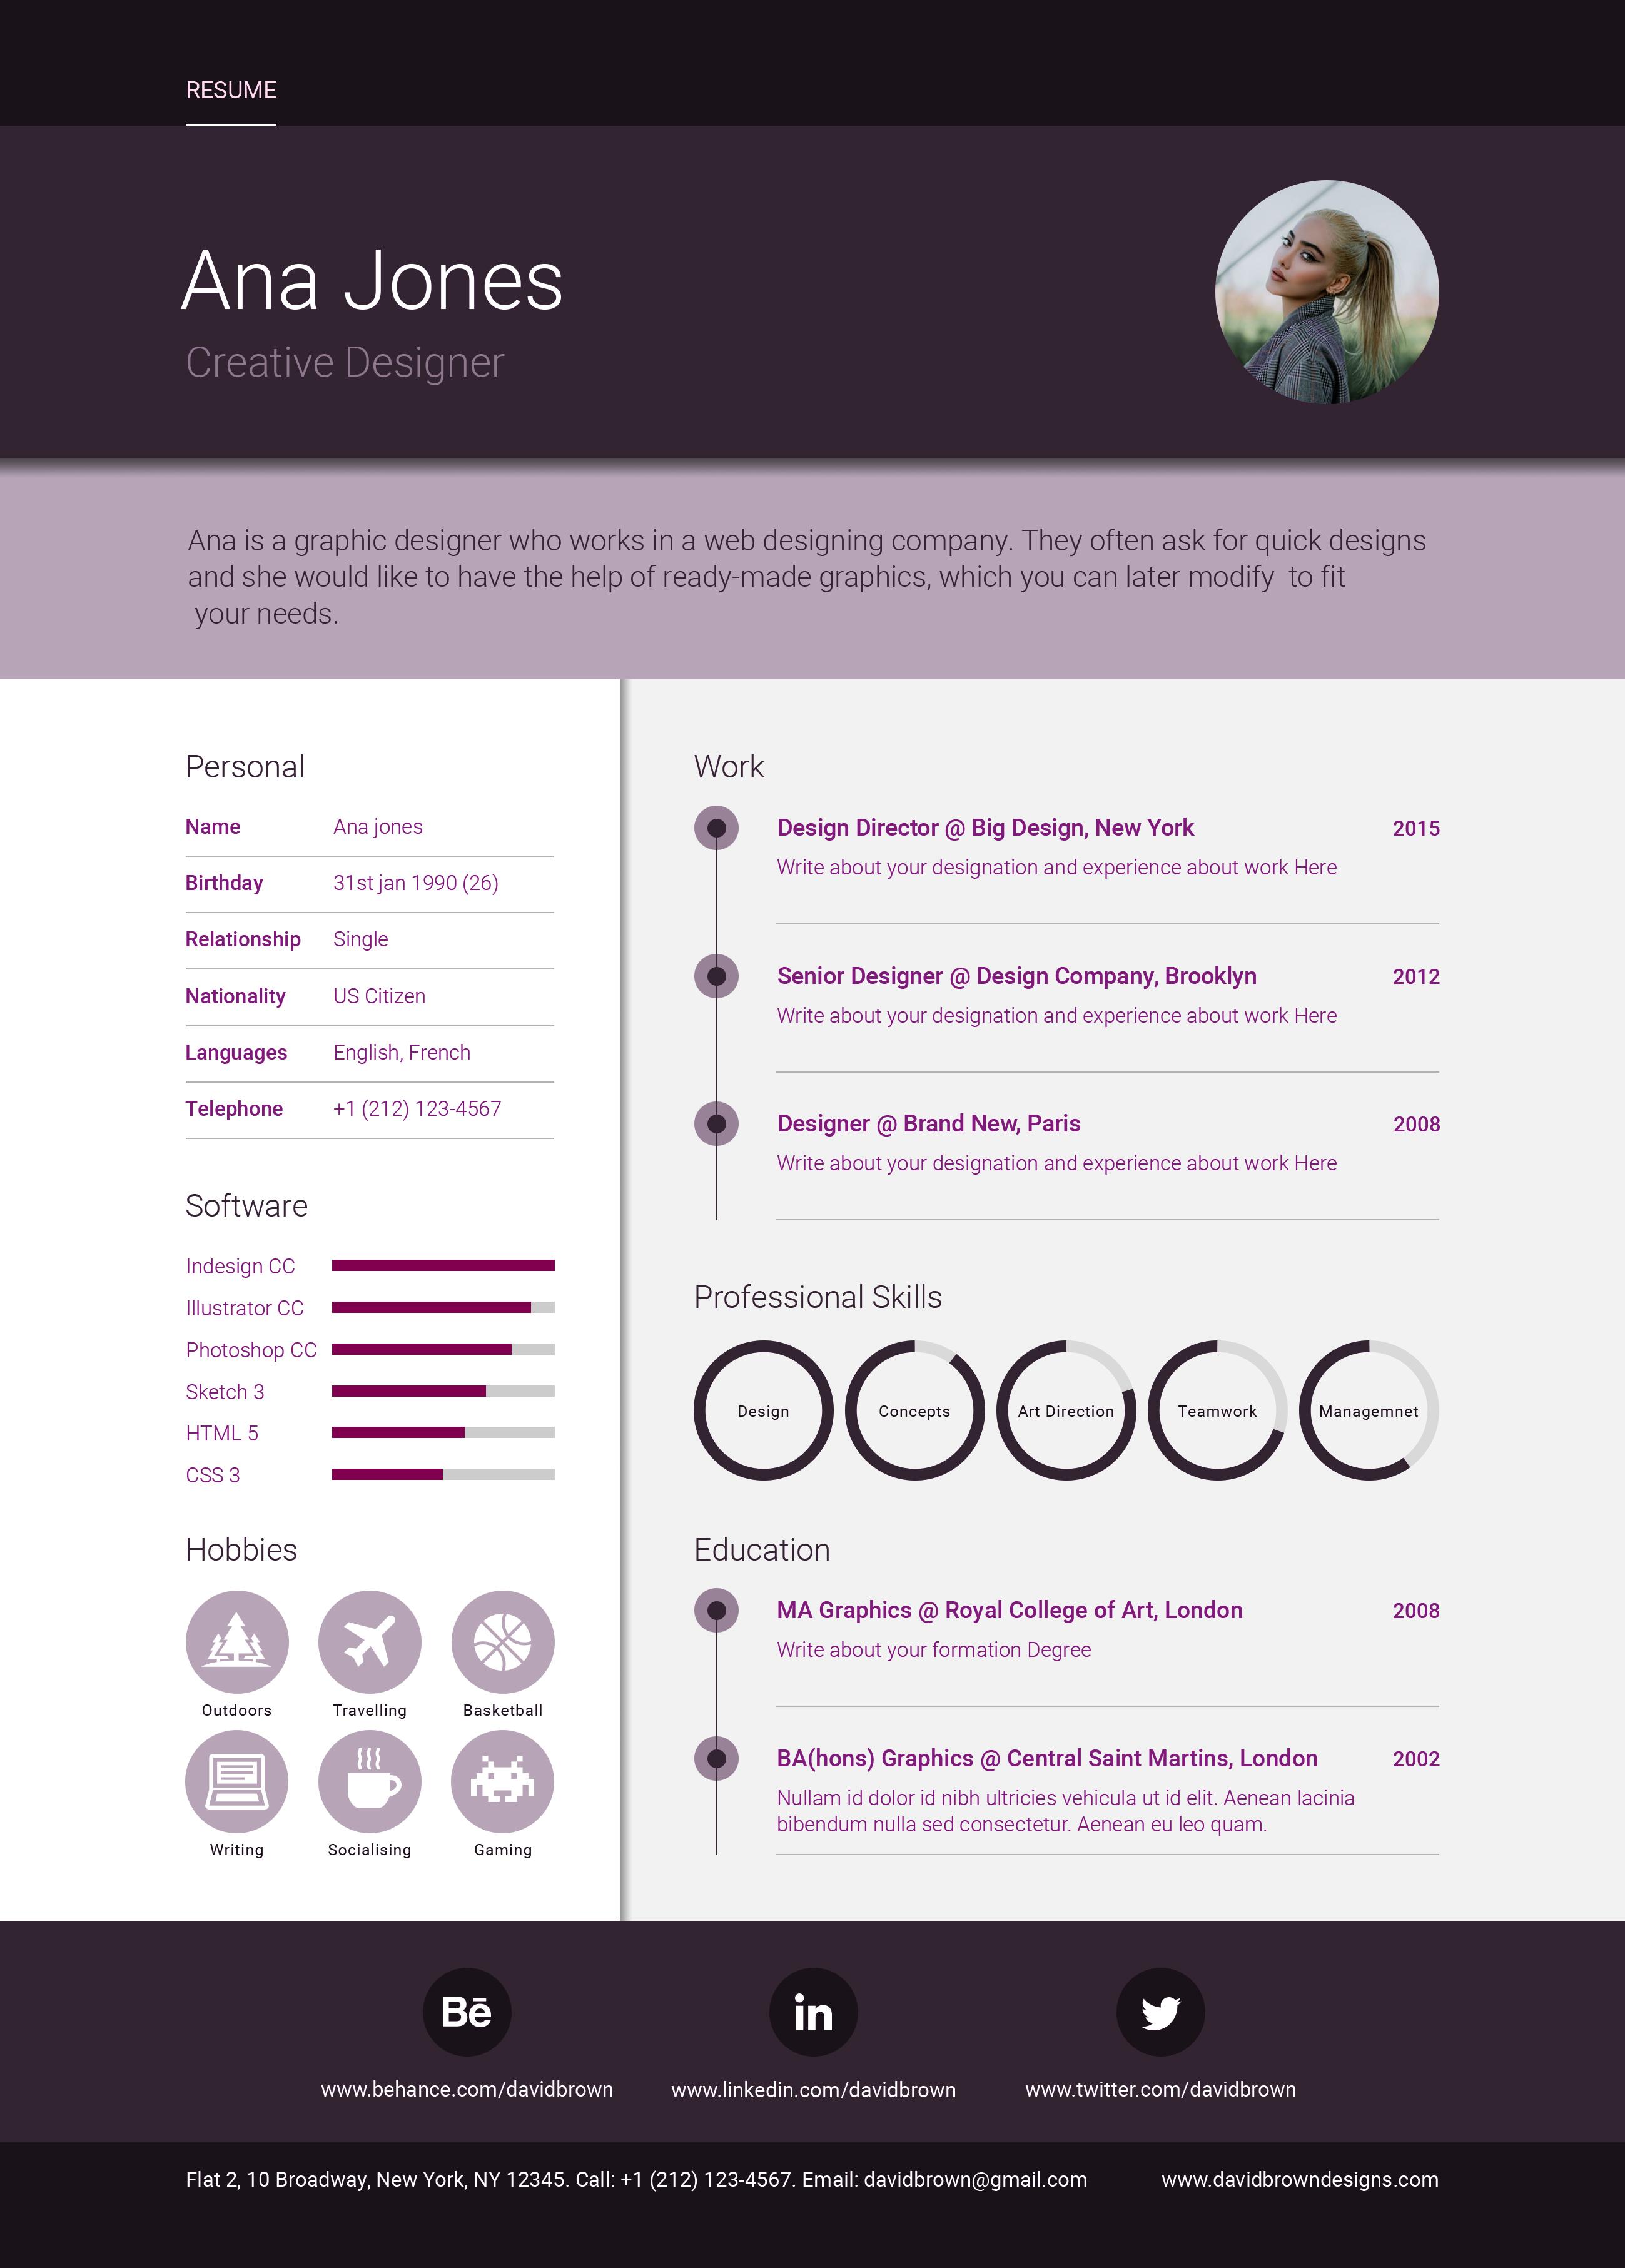 RESUME
Ana Jones
Creative Designer
Ana is a graphic designer who works in a web designing company. They often ask for quick designs
and she would like to have the help of ready-made graphics, which you can later modify  to fit
your needs.
Personal
Name Ana jones
Birthday 31st jan 1990 (26)
Relationship Single
Nationality US Citizen
Languages English, French
Telephone +1 (212) 123-4567
Software
Indesign CC
Illustrator CC
Photoshop CC
Sketch 3
HTML 5
CSS 3
Hobbies
Outdoors Travelling Basketball
Writing Socialising Gaming
Work
Design Director @ Big Design, New York 2015
Write about your designation and experience about work Here
Senior Designer @ Design Company, Brooklyn 2012
Write about your designation and experience about work Here
Designer @ Brand New, Paris 2008
Write about your designation and experience about work Here
Professional Skills
Design Concepts Art Direction Teamwork Managemnet
Education
MA Graphics @ Royal College of Art, London 2008
Write about your formation Degree
BA(hons) Graphics @ Central Saint Martins, London 2002
Nullam id dolor id nibh ultricies vehicula ut id elit. Aenean lacinia
bibendum nulla sed consectetur. Aenean eu leo quam.
Bē in
www.behance.com/davidbrown www.linkedin.com/davidbrown www.twitter.com/davidbrown
Flat 2, 10 Broadway, New York, NY 12345. Call: +1 (212) 123-4567. Email: davidbrown@gmail.com www.davidbrowndesigns.com